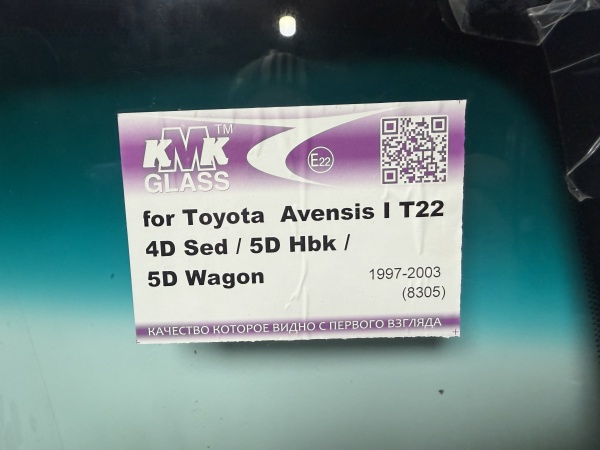 KMK™
GLASS
E22
for Toyota Avensis I T22
4D Sed / 5D Hbk /
5D Wagon
1997-2003
(8305)
КАЧЕСТВО КОТОРОЕ ВИДНО С ПЕРВОГО ВЗГЛЯДА